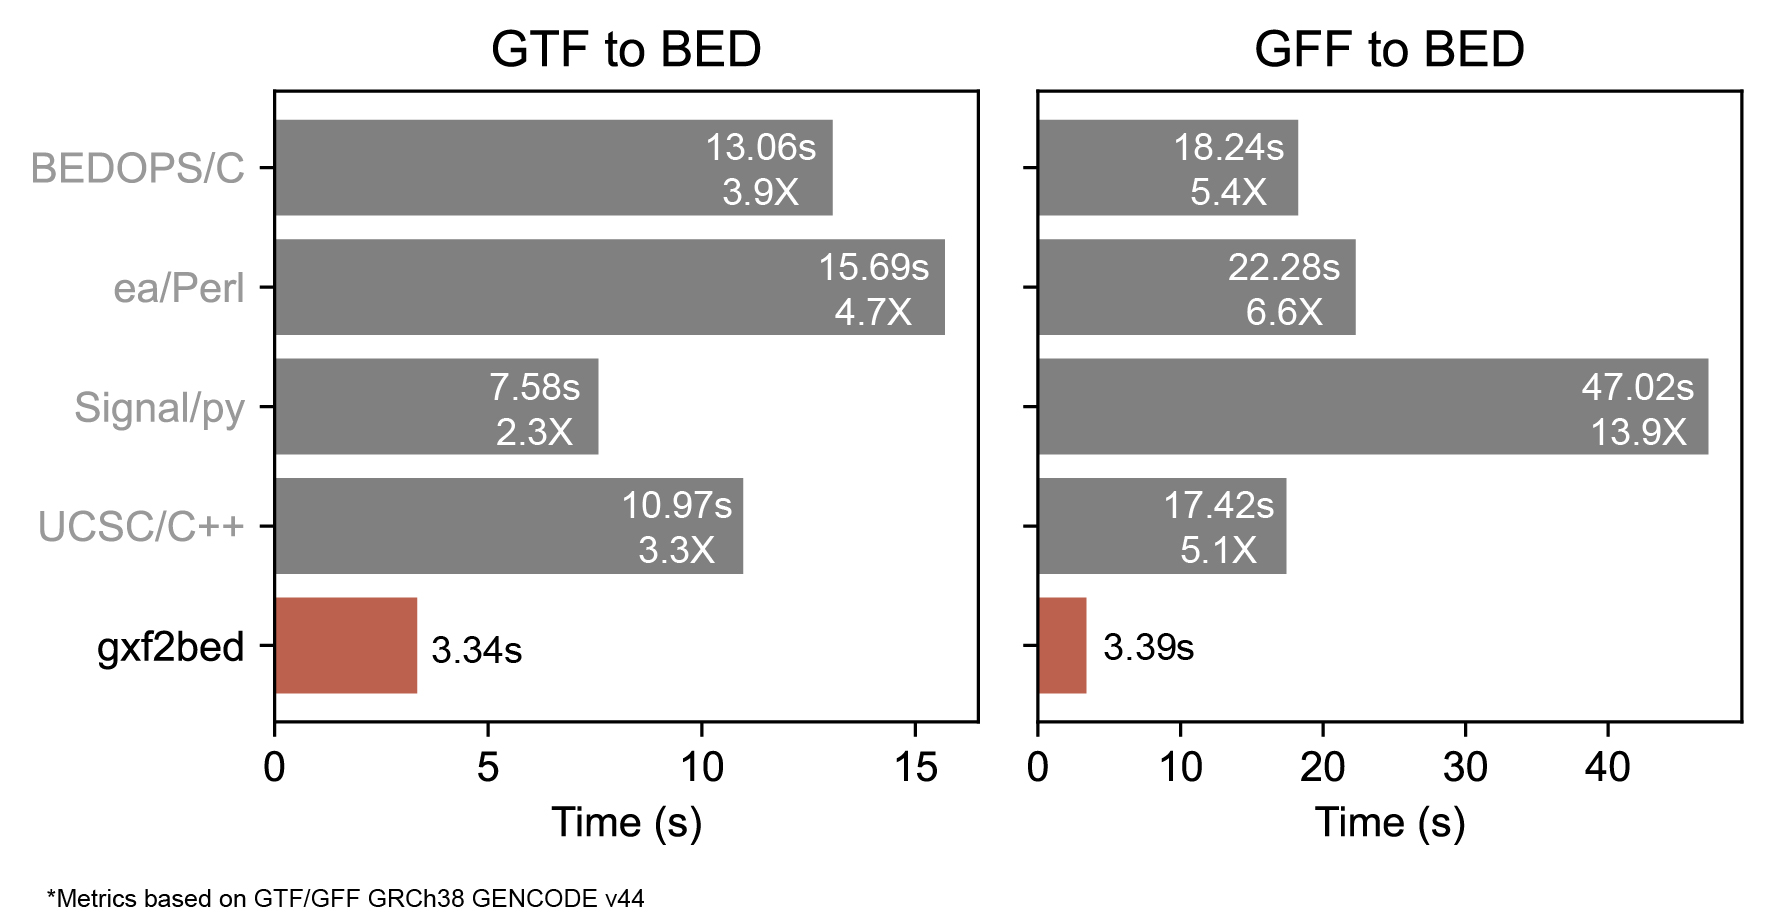 GTF to BED
GFF to BED
BEDOPS/C
13.06s
3.9X
18.24s
5.4X
ea/Perl
15.69s
4.7X
22.28s
6.6X
Signal/py
7.58s
2.3X
47.02s
13.9X
UCSC/C++
10.97s
3.3X
17.42s
5.1X
gxf2bed
3.34s
3.39s
0 5 10 15
0 10 20 30 40
Time (s)
Time (s)
*Metrics based on GTF/GFF GRCh38 GENCODE v44